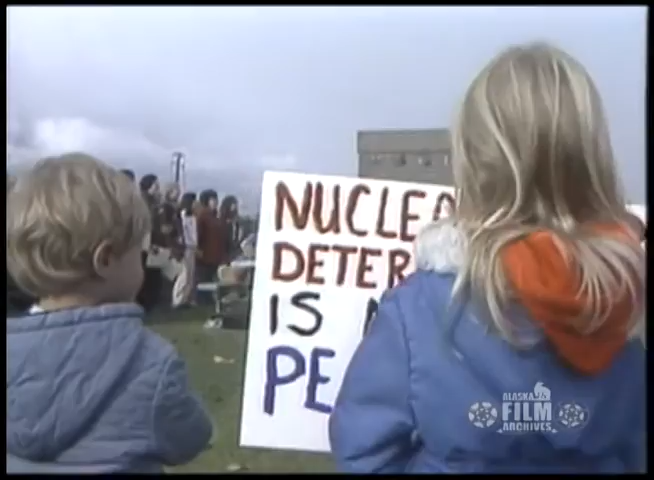 NUCLEA
DETER
IS
PE
ALASKA
FILM
ARCHIVES